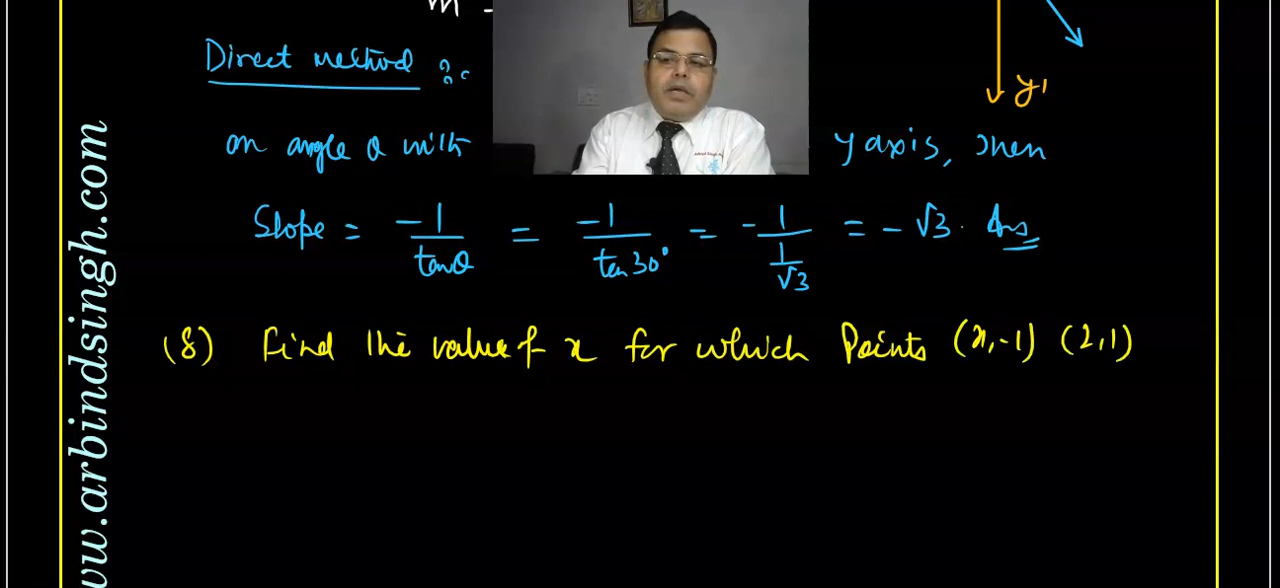 m -
Direct method :-
y'
an angle θ with y axis, then
Slope = -1/tanθ = -1/tan30° = -1/(1/√3) = -√3. Ans
(8) Find the value of x for which Points (x,-1) (2,1)
ww.arbindsingh.com